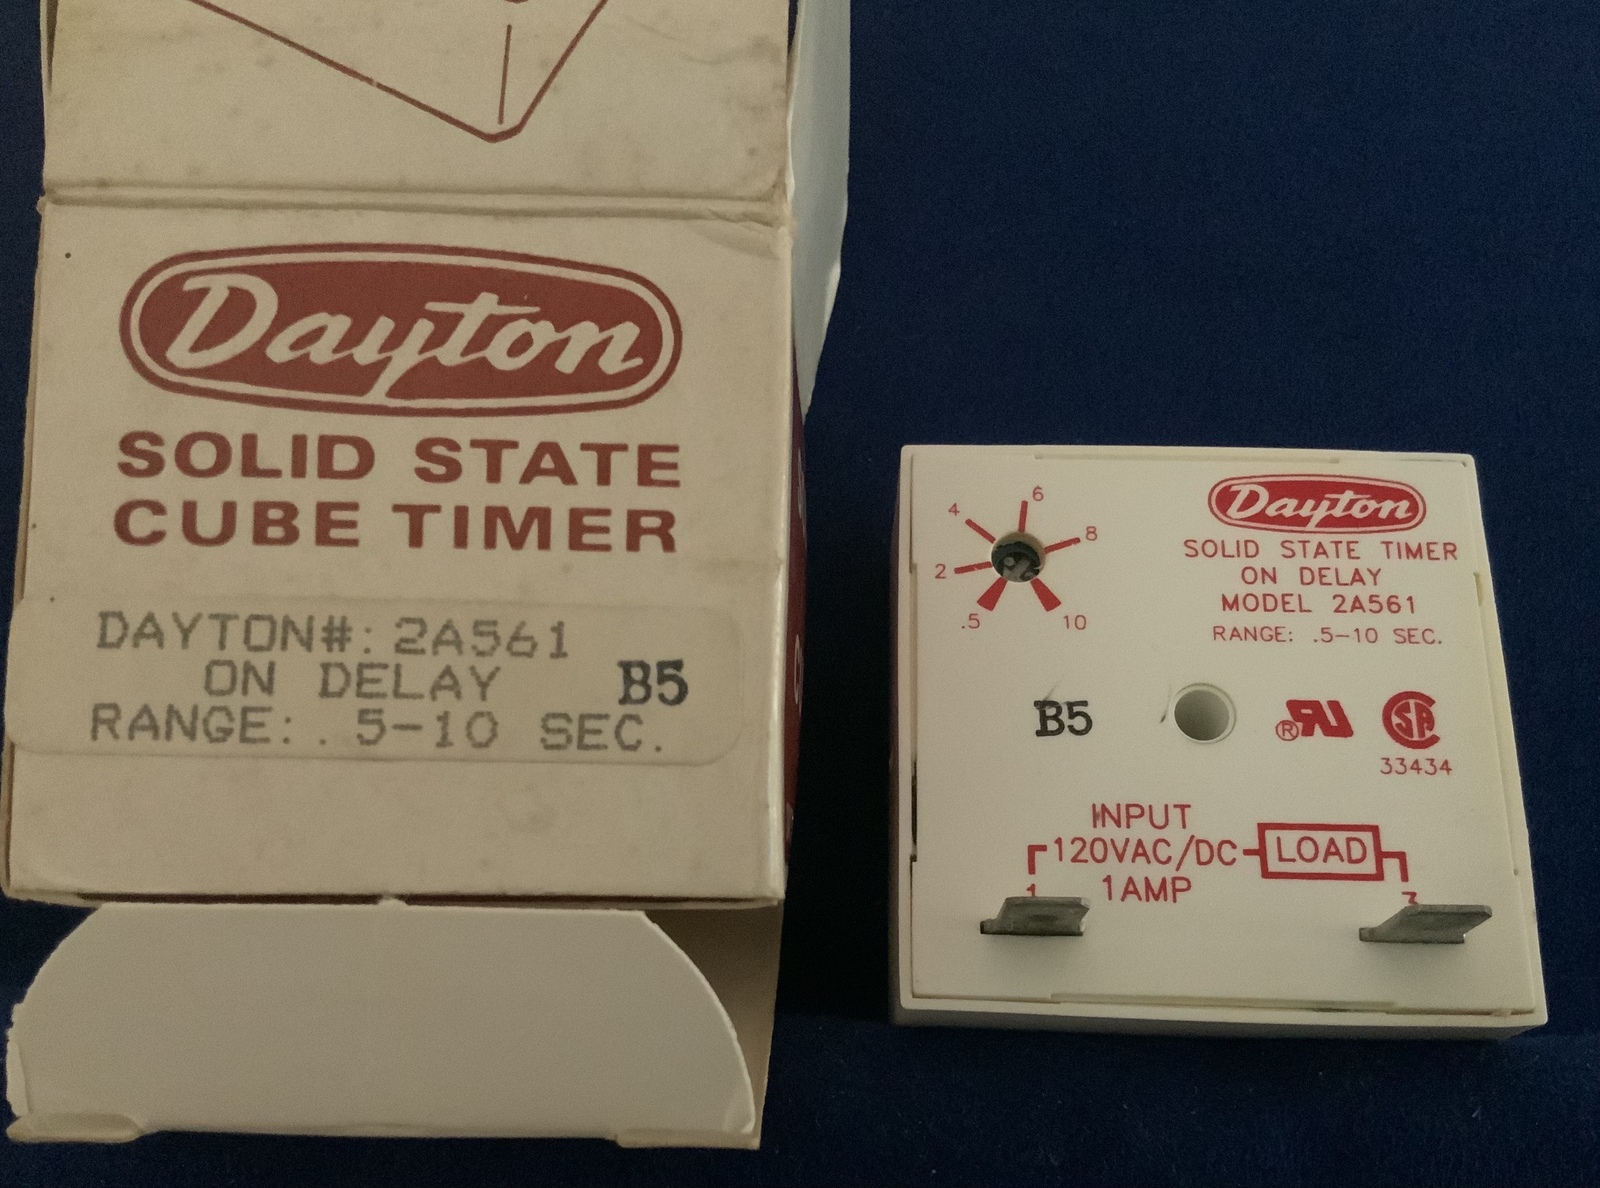 Dayton
SOLID STATE
CUBE TIMER
DAYTON#: 2A561
ON DELAY B5
RANGE: .5-10 SEC.
Dayton
SOLID STATE TIMER
ON DELAY
MODEL 2A561
RANGE: .5-10 SEC.
6
4
8
2
.5
10
B5
® RU
SA
33434
INPUT
120VAC/DC LOAD
1 1AMP 3